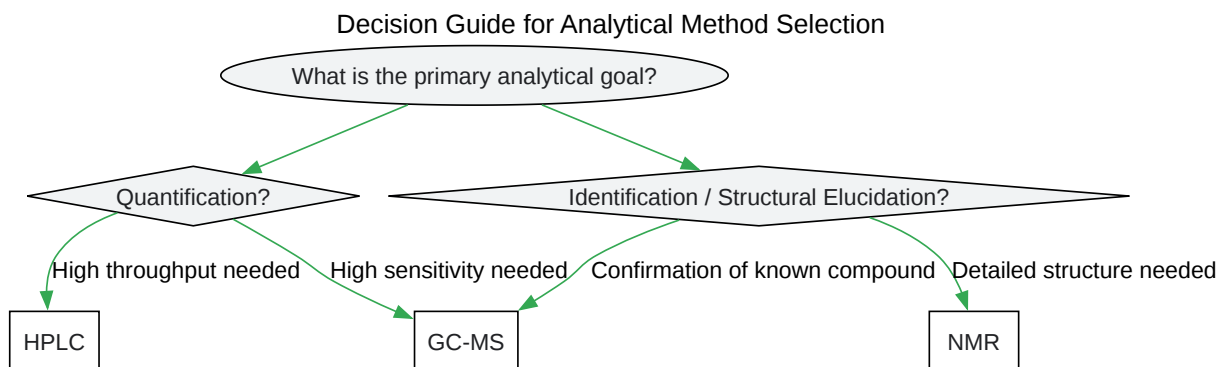 Decision Guide for Analytical Method Selection
What is the primary analytical goal?
Quantification?
Identification / Structural Elucidation?
High throughput needed
High sensitivity needed
Confirmation of known compound
Detailed structure needed
HPLC
GC-MS
NMR